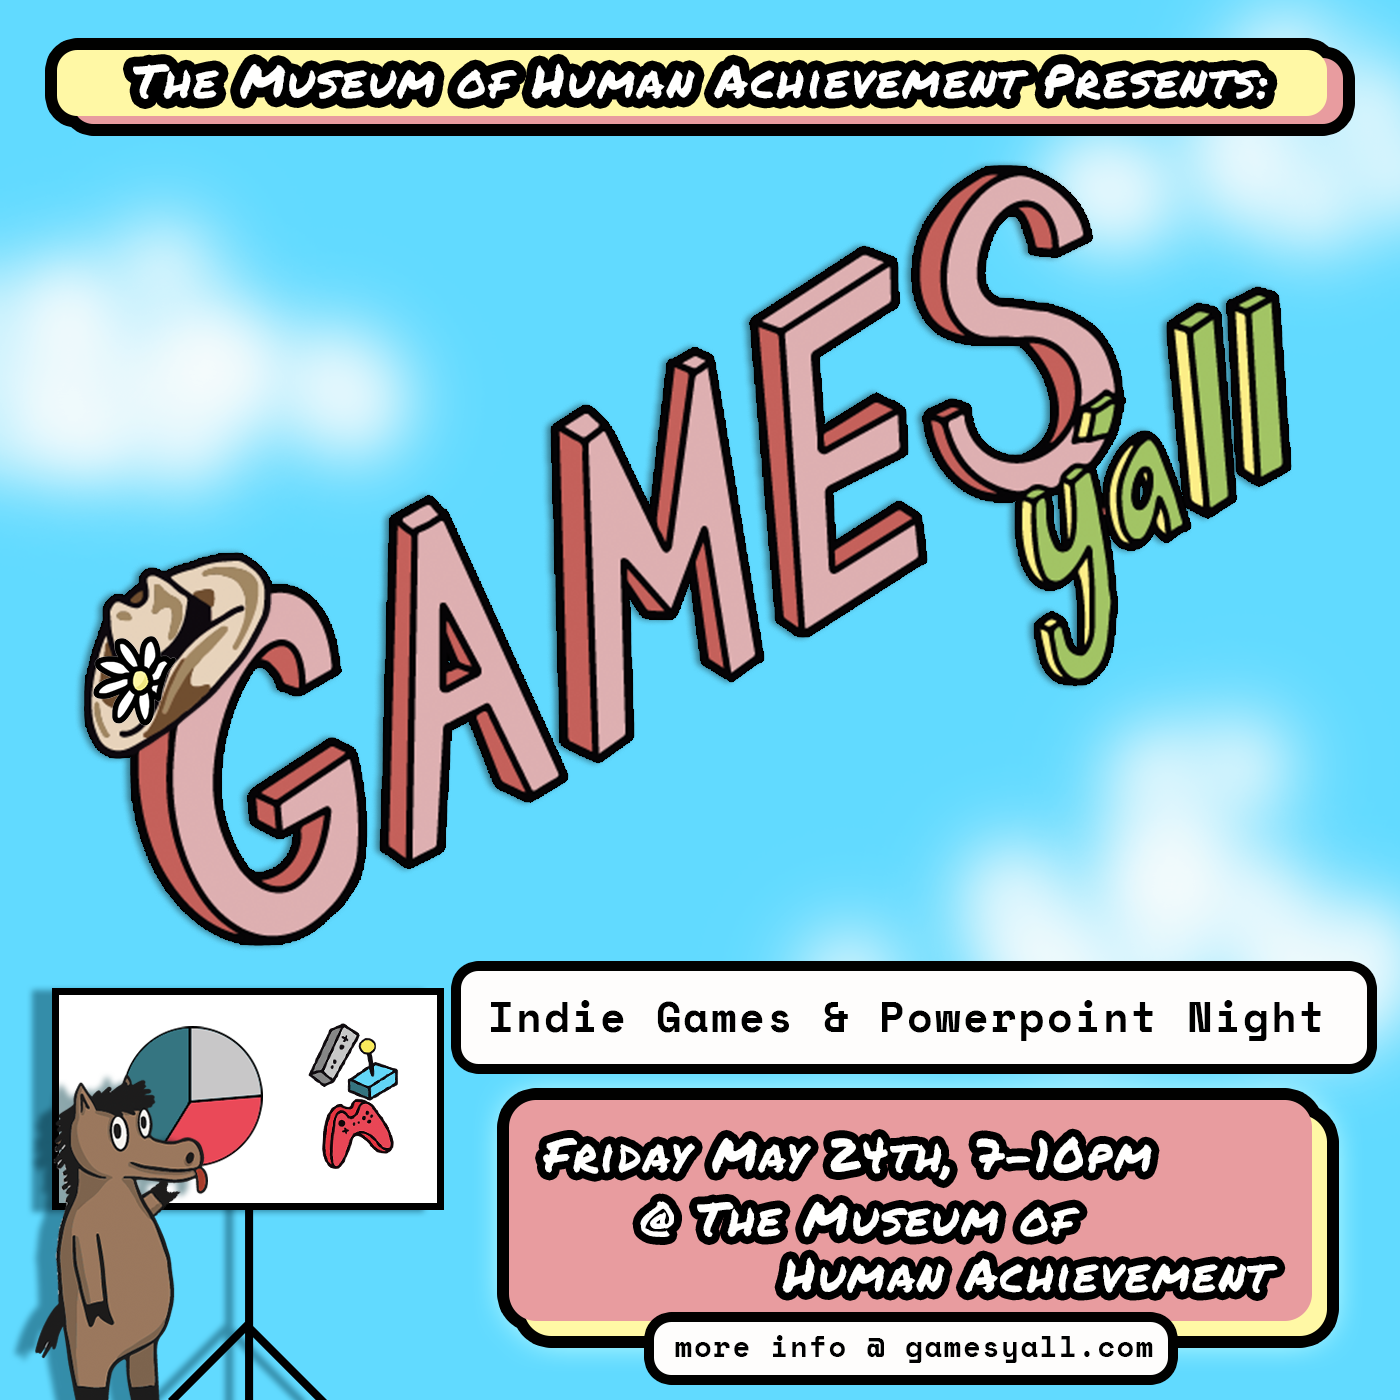 The Museum of Human Achievement Presents:
GAMES
y'all
Indie Games & Powerpoint Night
Friday May 24th, 7-10pm
@ The Museum of
Human Achievement
more info @ gamesyall.com